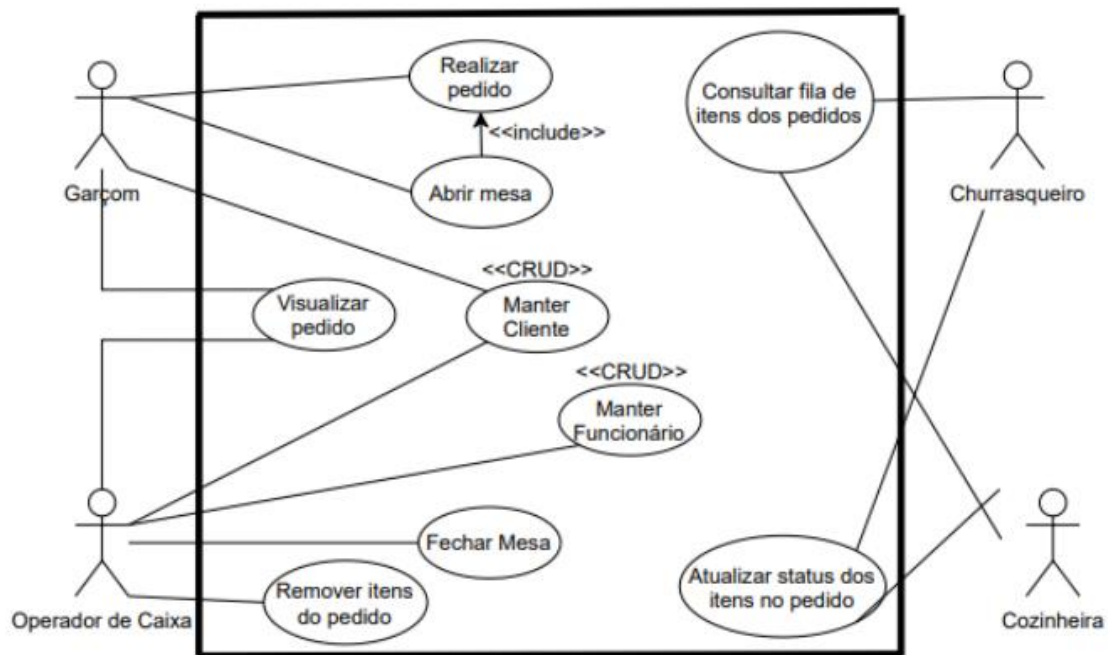 Realizar
pedido
Consultar fila de
itens dos pedidos
<<include>>
Garçom
Abrir mesa
Churrasqueiro
<<CRUD>>
Visualizar
pedido
Manter
Cliente
<<CRUD>>
Manter
Funcionário
Fechar Mesa
Remover itens
do pedido
Atualizar status dos
itens no pedido
Operador de Caixa
Cozinheira